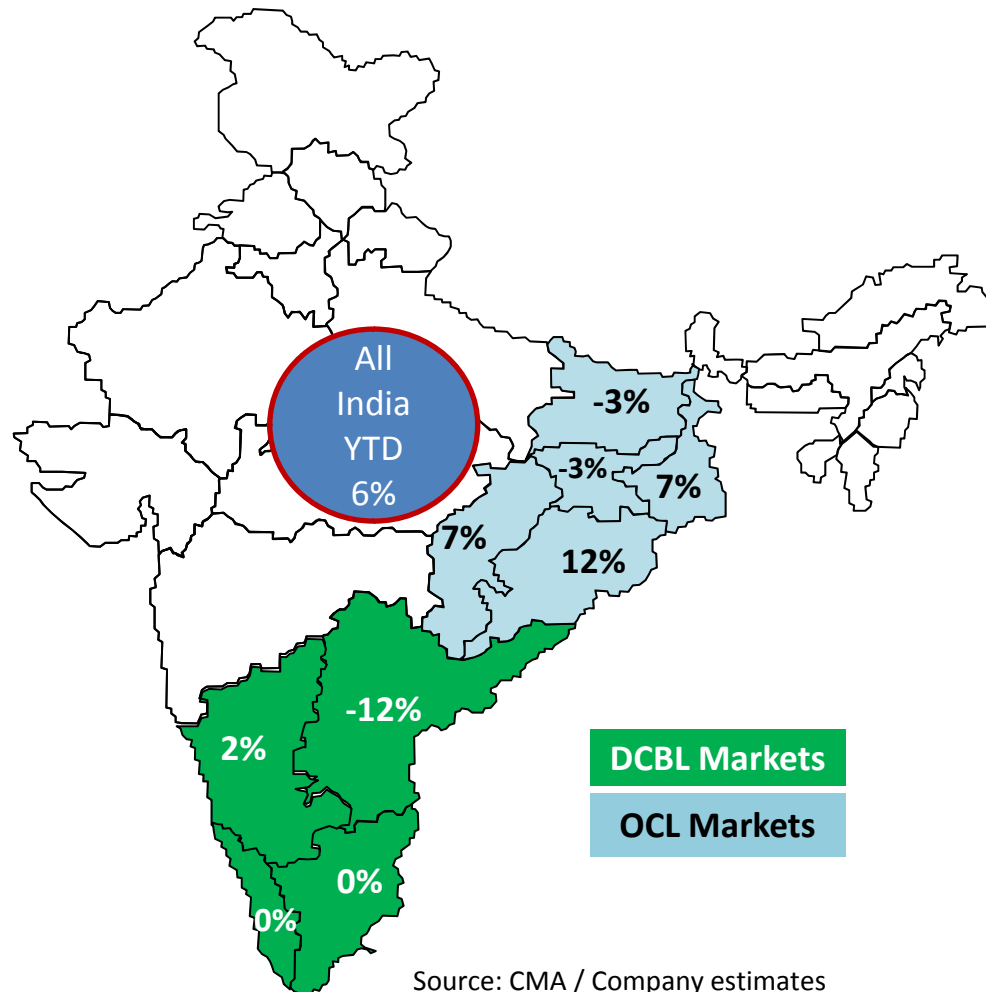 All
India
YTD
6%
-3%
-3%
7%
7%
12%
-12%
2%
0%
0%
DCBL Markets
OCL Markets
Source: CMA / Company estimates